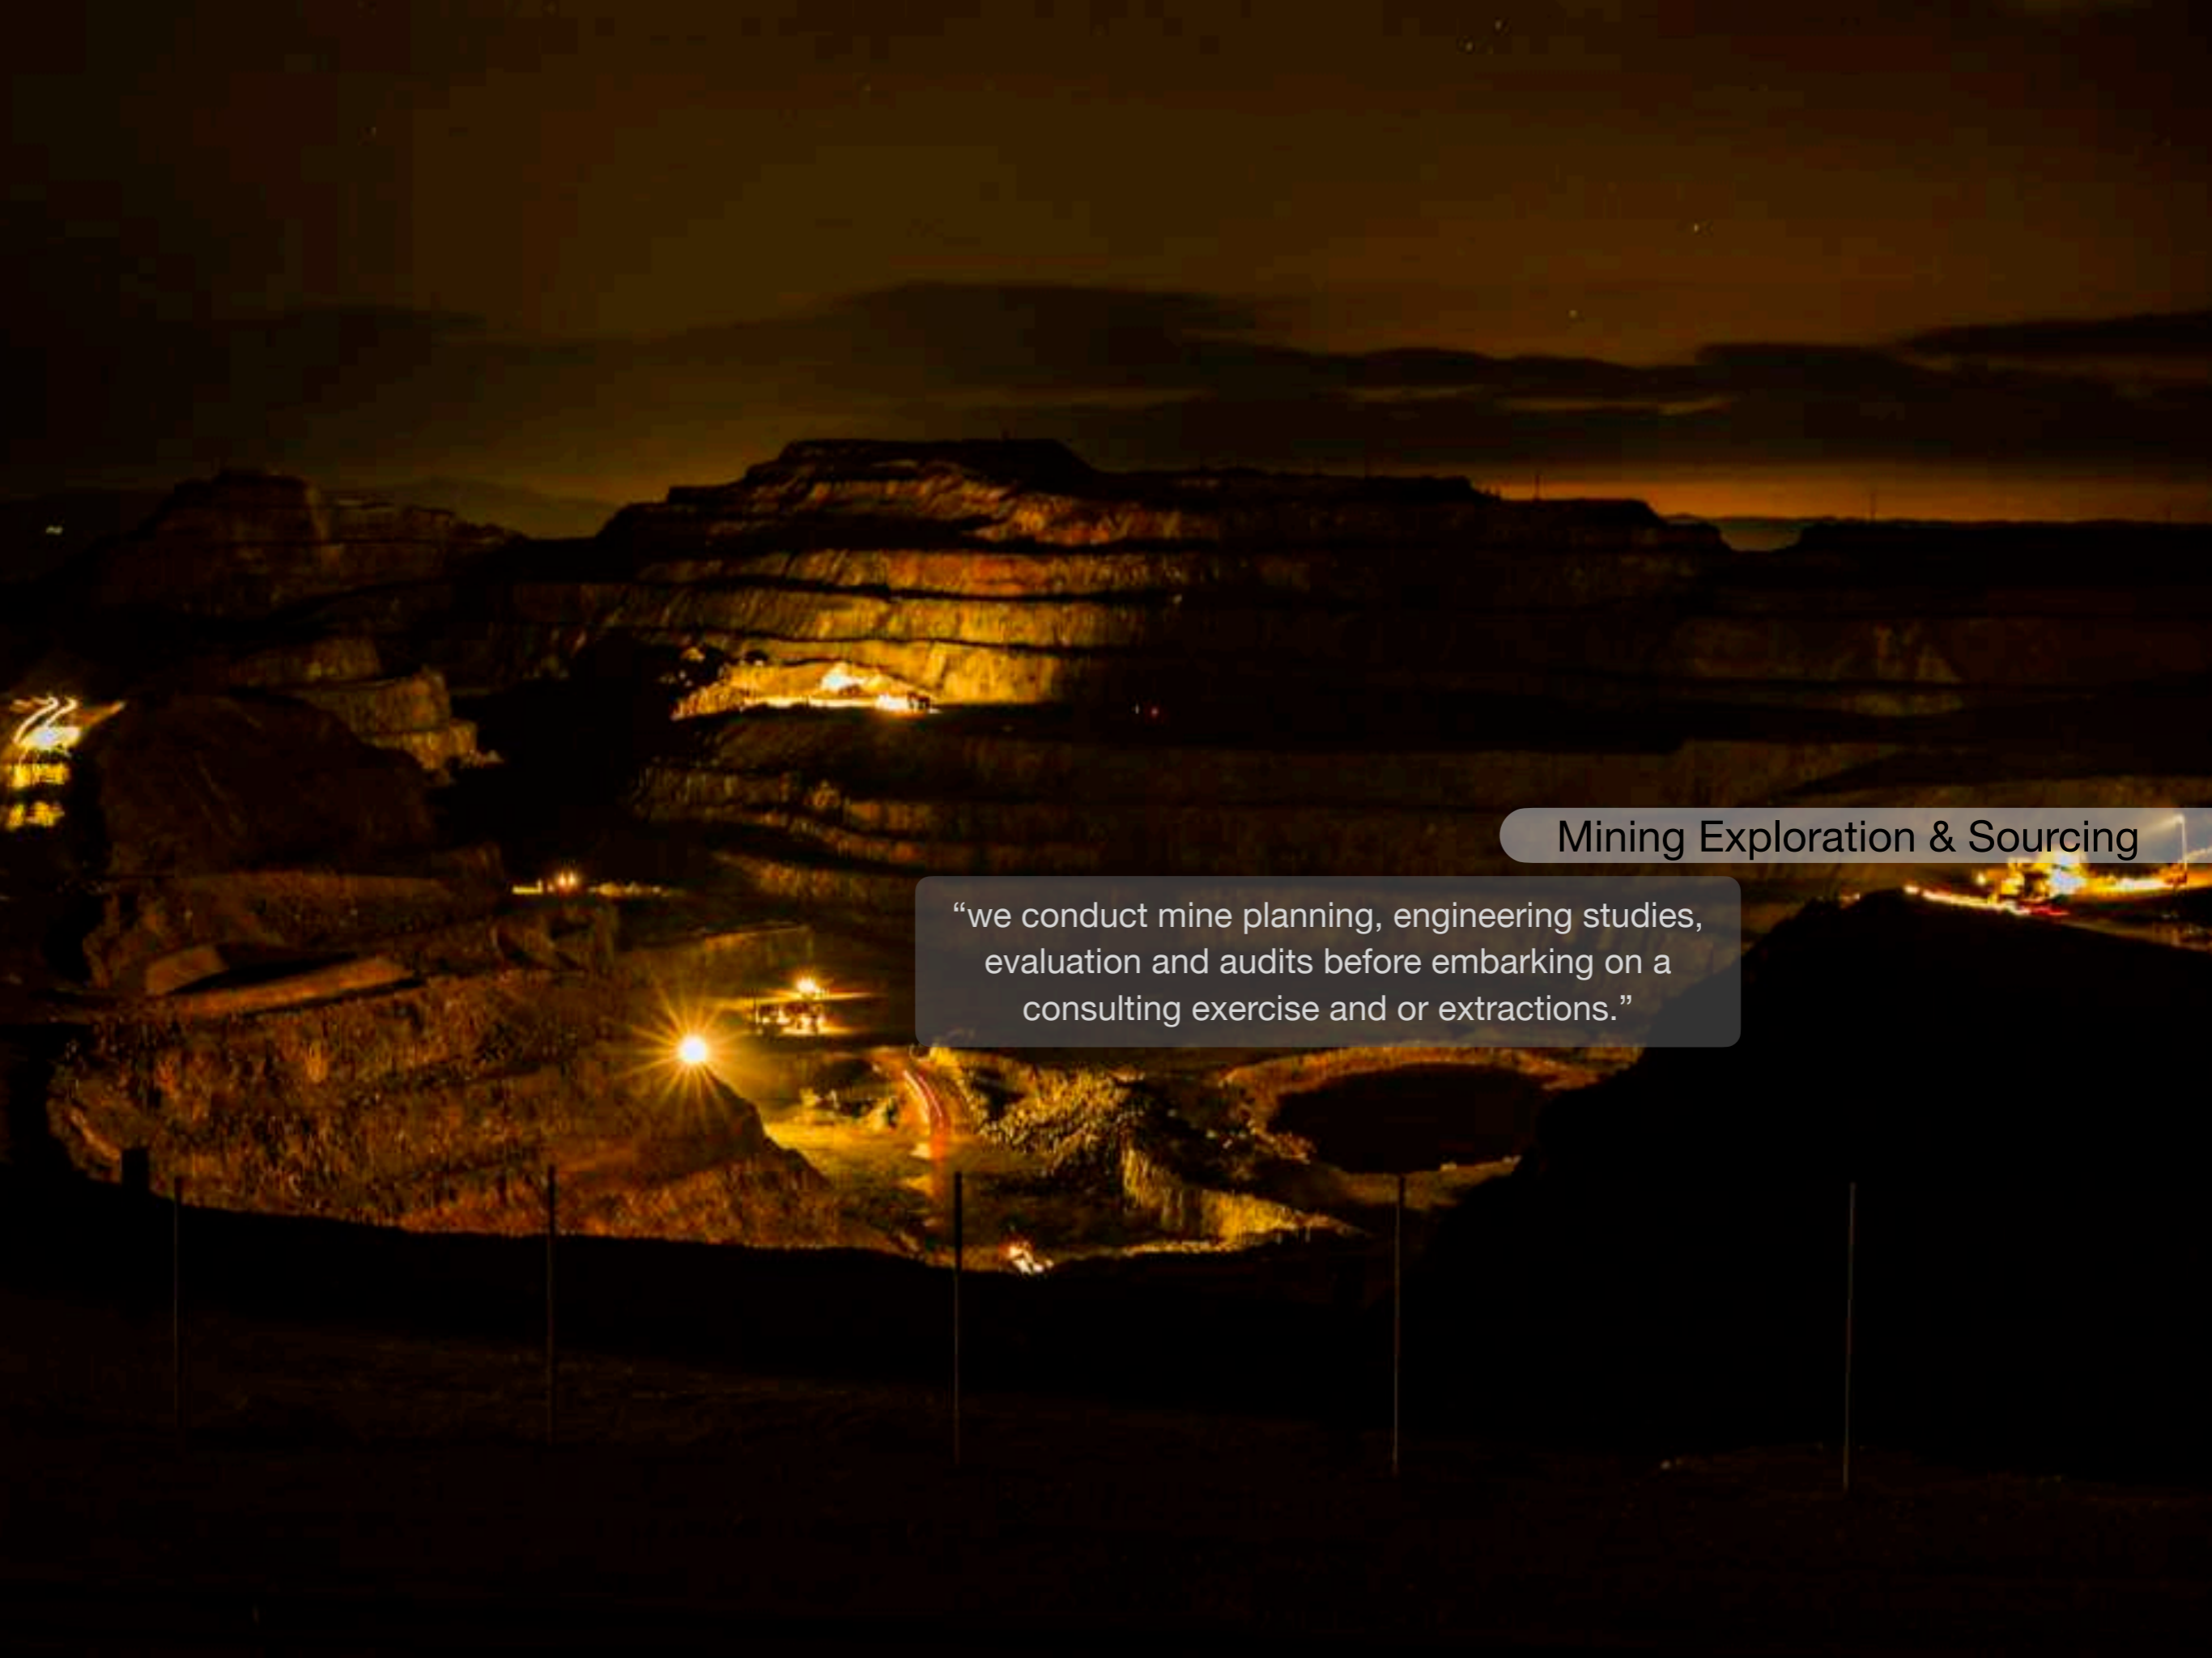 Mining Exploration & Sourcing
“we conduct mine planning, engineering studies,
evaluation and audits before embarking on a
consulting exercise and or extractions.”